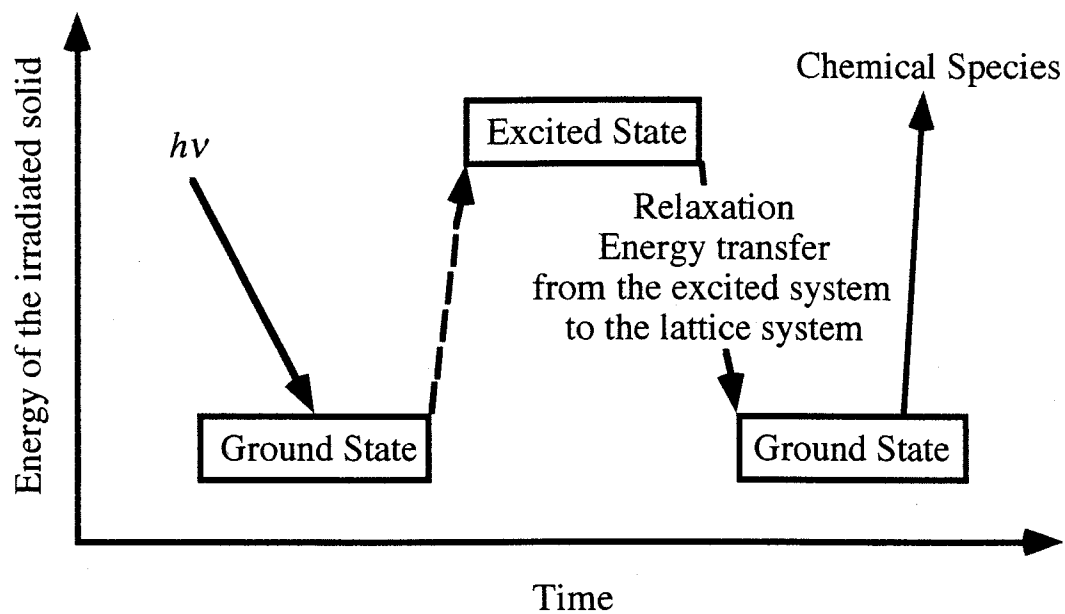 Energy of the irradiated solid
hν
Ground State
Excited State
Relaxation
Energy transfer
from the excited system
to the lattice system
Ground State
Chemical Species
Time